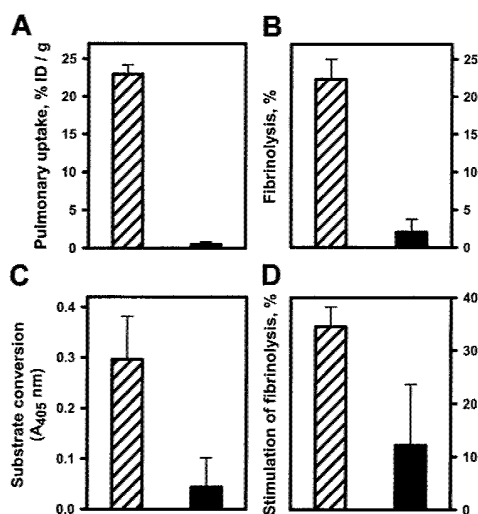 A
Pulmonary uptake, % ID / g
25
20
15
10
5
0
B
Fibrinolysis, %
25
20
15
10
5
0
C
Substrate conversion
(A405 nm)
0.4
0.3
0.2
0.1
0.0
D
Stimulation of fibrinolysis, %
40
30
20
10
0